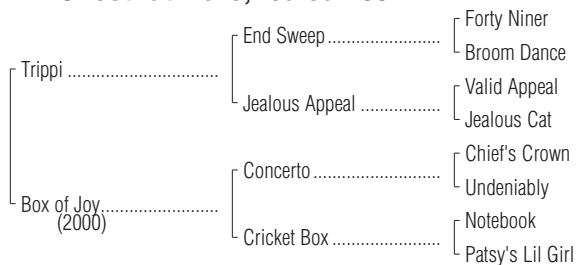 Forty Niner
End Sweep
Broom Dance
Trippi
Valid Appeal
Jealous Appeal
Jealous Cat
Chief's Crown
Concerto
Undeniably
Box of Joy
(2000)
Notebook
Cricket Box
Patsy's Lil Girl